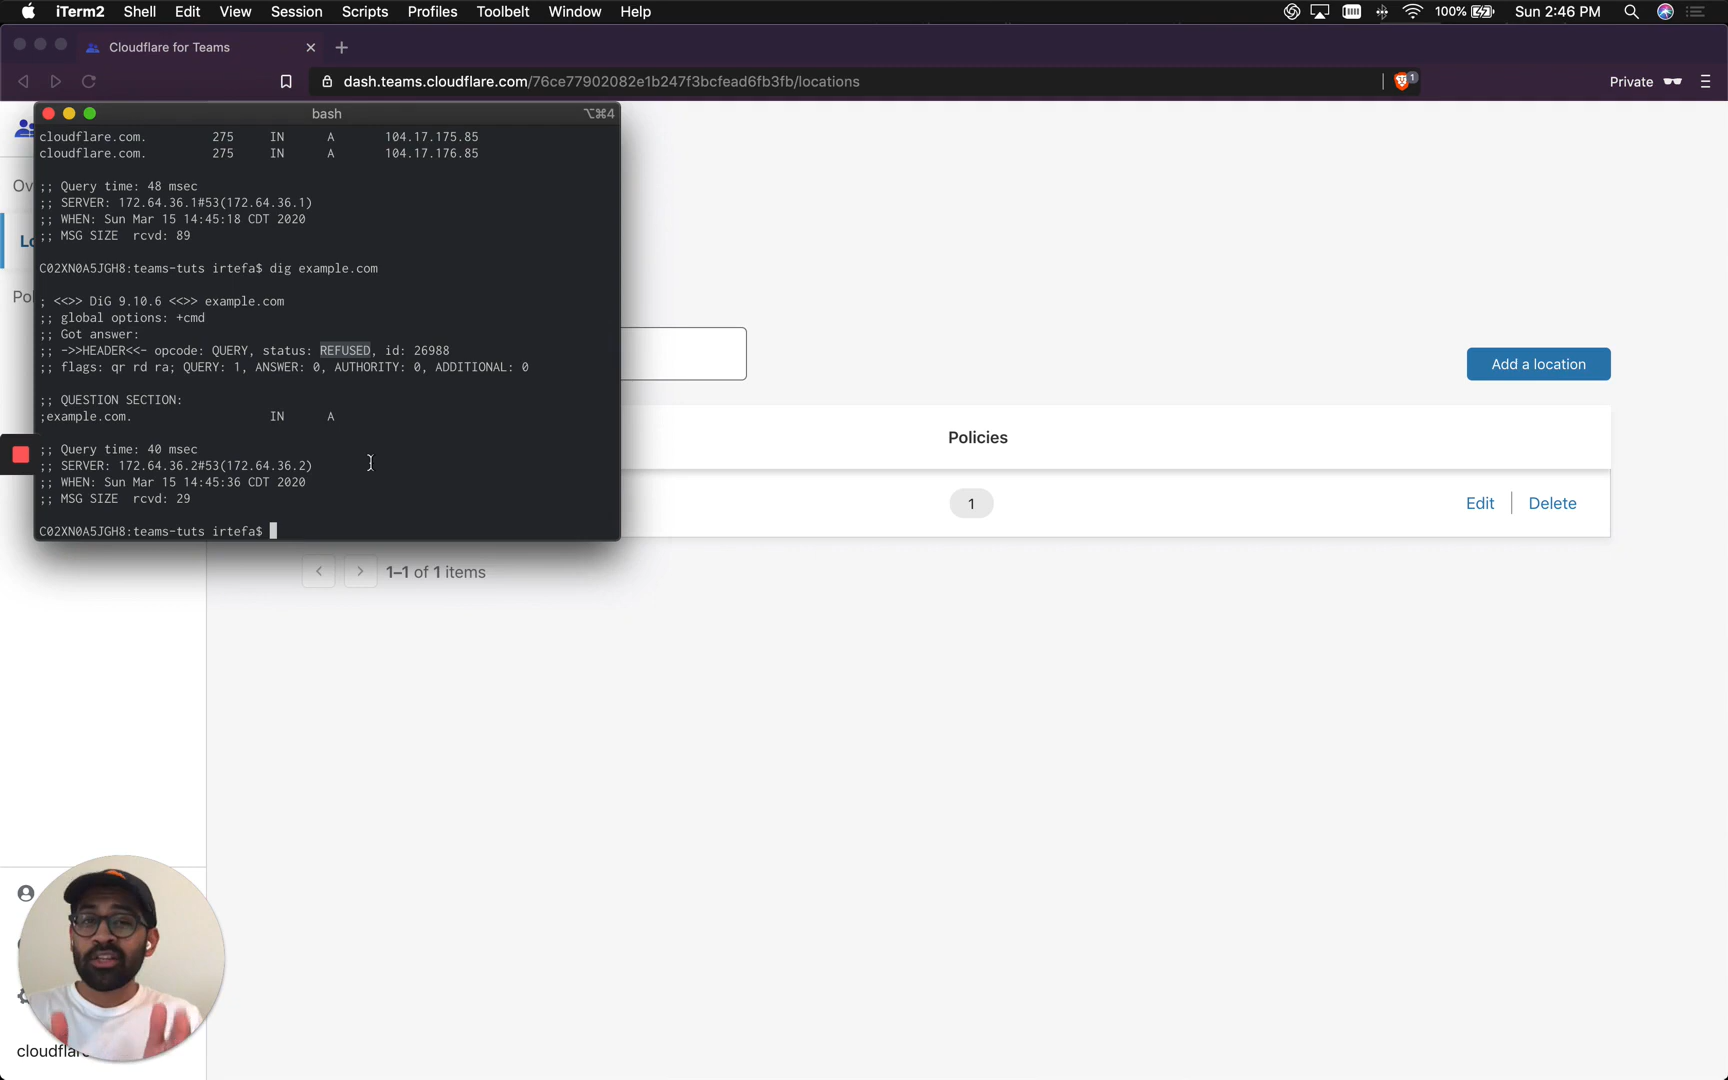 iTerm2 Shell Edit View Session Scripts Profiles Toolbelt Window Help 100% Sun 2:46 PM
Cloudflare for Teams
dash.teams.cloudflare.com/76ce77902082e1b247f3bcfead6fb3fb/locations 1 Private
bash ⌥⌘4
cloudflare.com. 275 IN A 104.17.175.85
cloudflare.com. 275 IN A 104.17.176.85
;; Query time: 48 msec
;; SERVER: 172.64.36.1#53(172.64.36.1)
;; WHEN: Sun Mar 15 14:45:18 CDT 2020
;; MSG SIZE rcvd: 89
C02XN0A5JGH8:teams-tuts irtefa$ dig example.com
; <<>> DiG 9.10.6 <<>> example.com
;; global options: +cmd
;; Got answer:
;; ->>HEADER<<- opcode: QUERY, status: REFUSED, id: 26988
;; flags: qr rd ra; QUERY: 1, ANSWER: 0, AUTHORITY: 0, ADDITIONAL: 0
;; QUESTION SECTION:
;example.com. IN A
;; Query time: 40 msec
;; SERVER: 172.64.36.2#53(172.64.36.2)
;; WHEN: Sun Mar 15 14:45:36 CDT 2020
;; MSG SIZE rcvd: 29
C02XN0A5JGH8:teams-tuts irtefa$
Ov
Lo
Pol
Add a location
Policies
1 Edit Delete
1–1 of 1 items
cloudflar